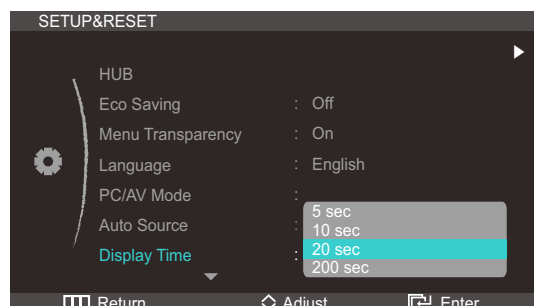 SETUP&RESET
HUB
Eco Saving : Off
Menu Transparency : On
Language : English
PC/AV Mode :
Auto Source :
Display Time :
5 sec
10 sec
20 sec
200 sec
Return Adjust Enter